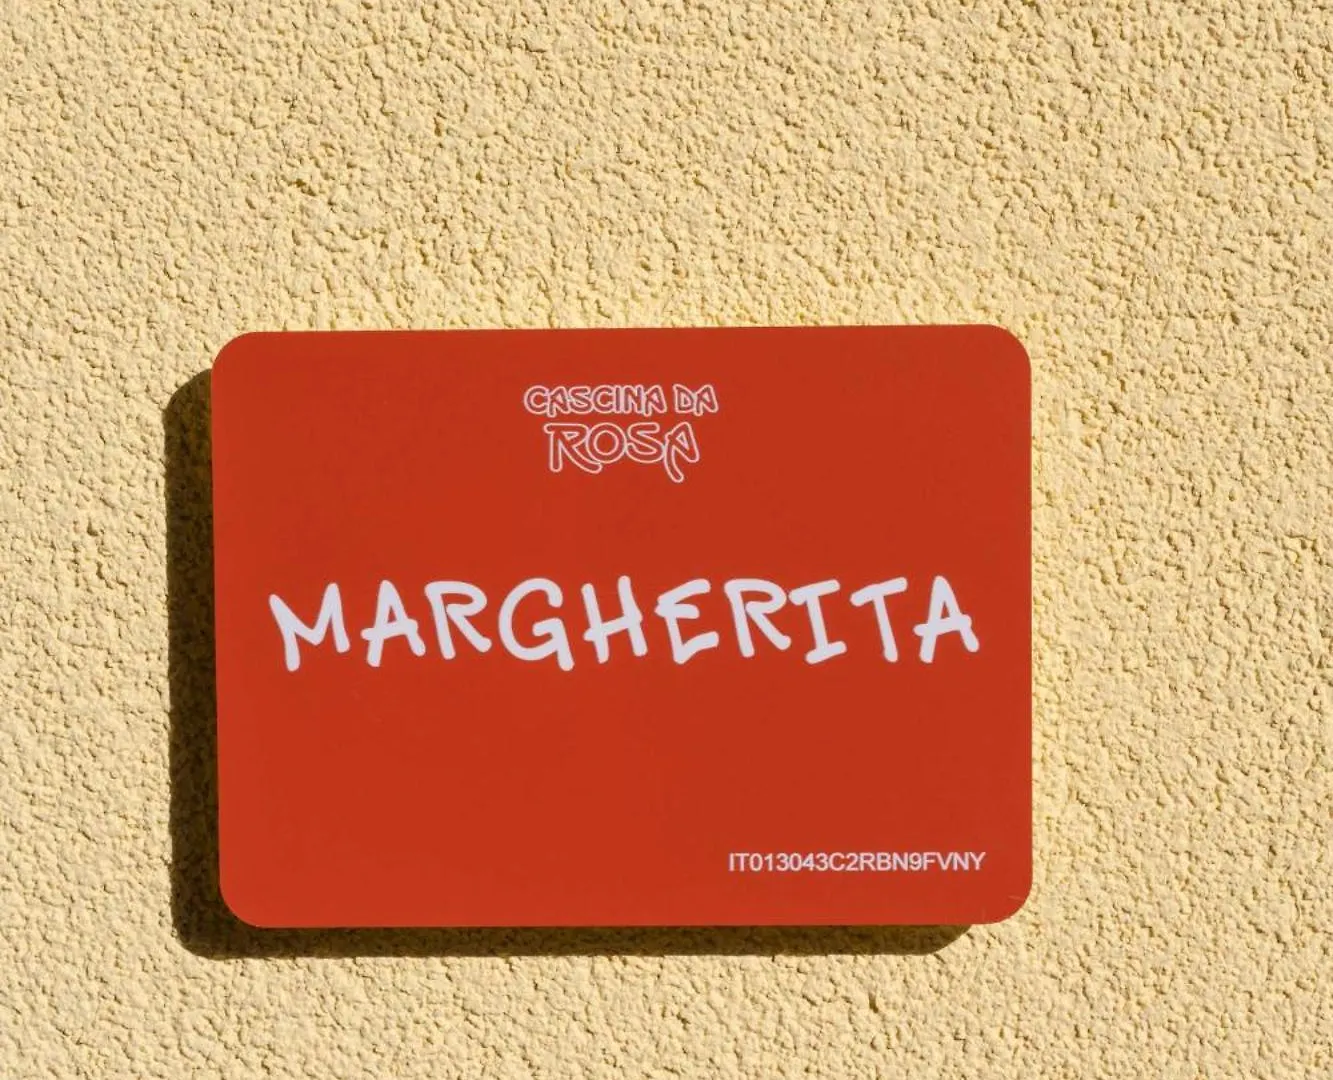 CASCINA DA
ROSA
MARGHERITA
IT013043C2RBN9FVNY